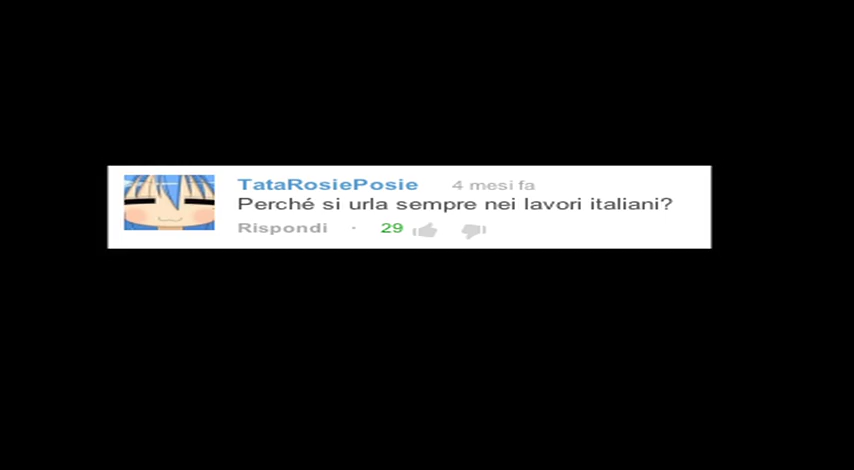 TataRosiePosie 4 mesi fa
Perché si urla sempre nei lavori italiani?
Rispondi · 29